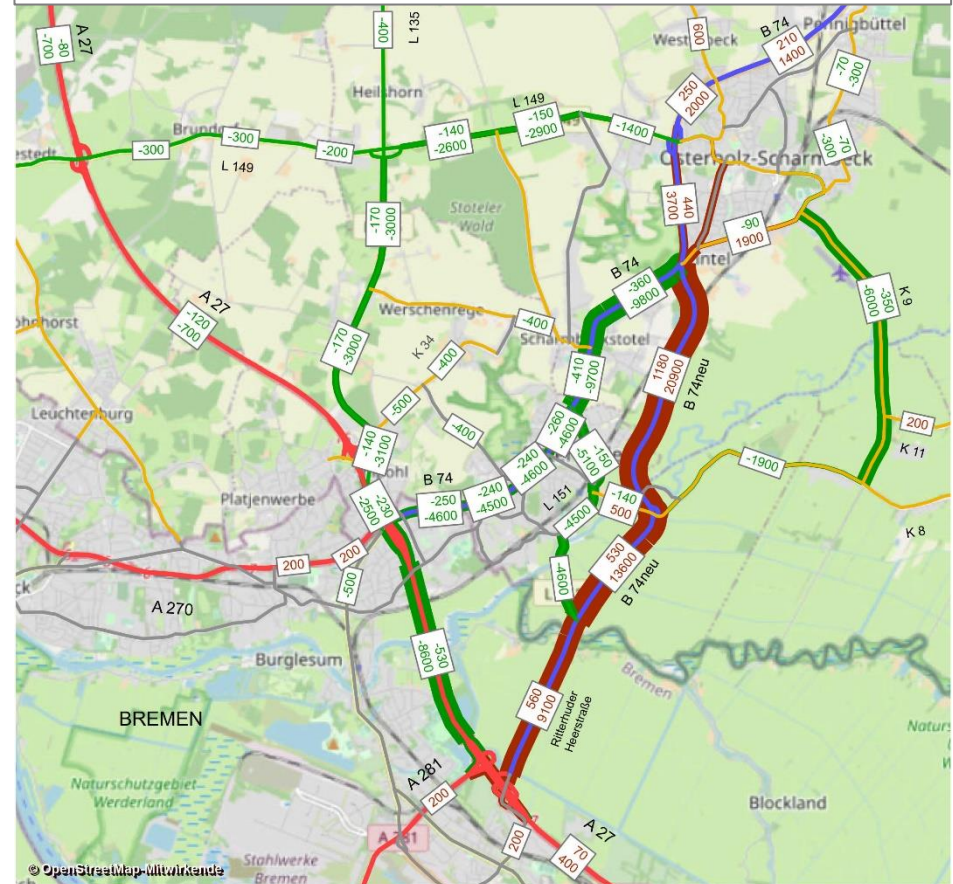 A 27
-80
-700
-400
L 135
600
B 74
210
1400
Pennigbüttel
-70
-300
250
2000
Heilshorn
L 149
-150
-2900
-140
-2600
-1400
-70
-300
Osterholz-Scharmbeck
-300
-300
-200
L 149
440
3700
-90
1900
-170
-3000
Stoteler
Wald
B 74
-360
-9800
-350
-6000
K 9
A 27
-120
-700
Werschenrege
-400
K 34
-400
-170
-3000
-410
-9700
1180
20900
B 74neu
-500
-400
Leuchtenburg
-260
-4600
200
K 11
-140
-3100
-240
-4600
-150
-5100
-1900
Platjenwerbe
B 74
-250
-4600
-240
-4500
L 151
-140
500
-230
-2500
-4500
K 8
200
200
-500
-4600
530
13600
B 74neu
A 270
Burglesum
-530
-8600
Bremen
560
9100
Ritterhuder
Heerstraße
BREMEN
A 281
200
Naturschutzgebiet
Werderland
Blockland
A 27
200
70
400
Stahlwerke
Bremen
© OpenStreetMap-Mitwirkende